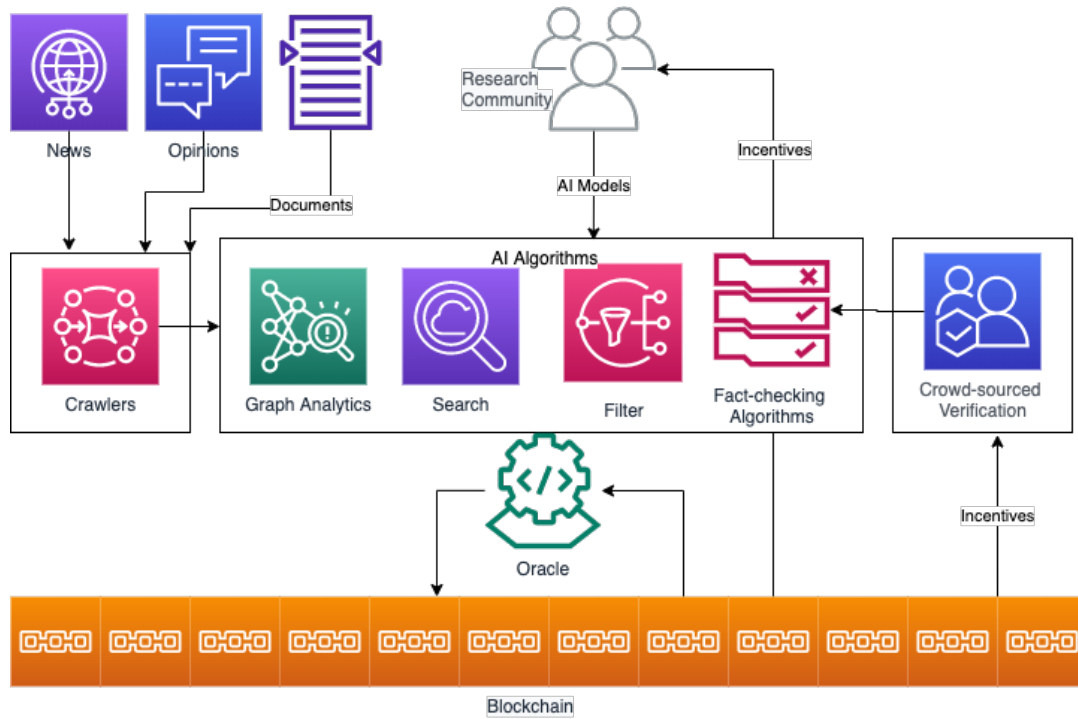 News
Opinions
Documents
Research
Community
AI Models
Incentives
AI Algorithms
Crawlers
Graph Analytics
Search
Filter
Fact-checking
Algorithms
Crowd-sourced
Verification
Oracle
Incentives
Blockchain